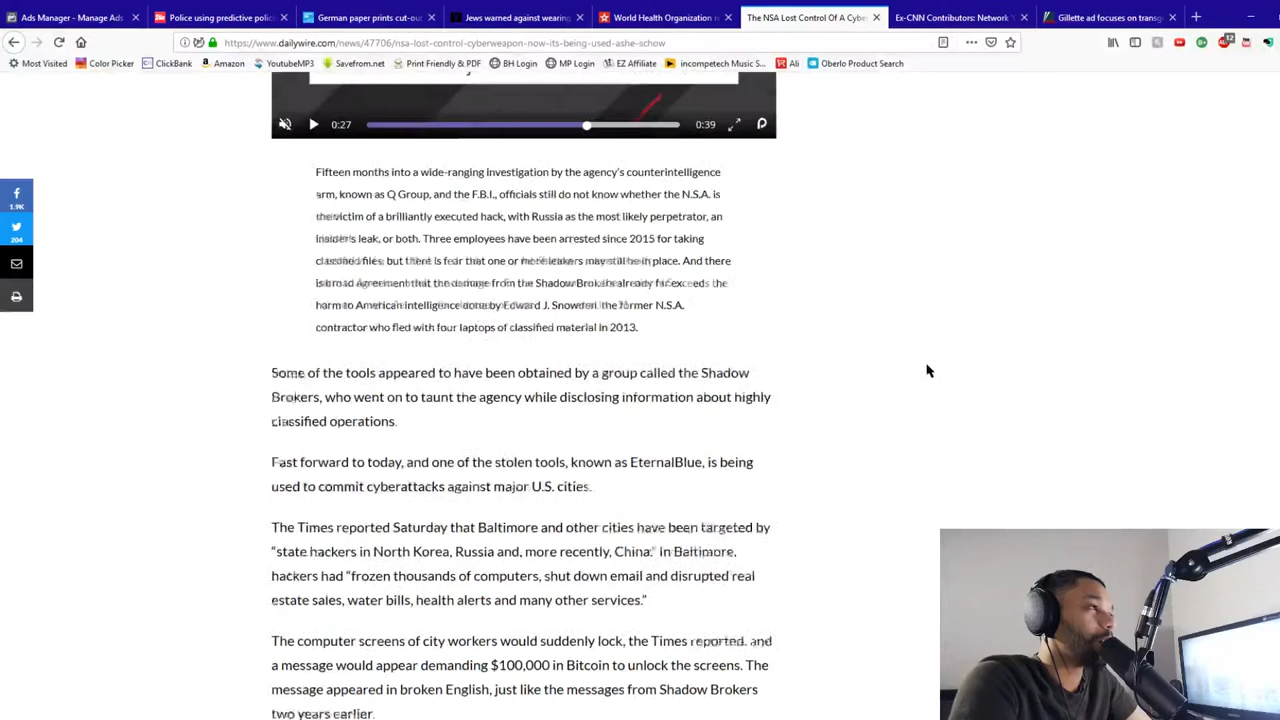 Ads Manager - Manage Ads
Police using predictive polici
German paper prints cut-out
Jews warned against wearing
World Health Organization r
The NSA Lost Control Of A Cyber
Ex-CNN Contributors: Network
Gillette ad focuses on transg
https://www.dailywire.com/news/47706/nsa-lost-control-cyberweapon-now-its-being-used-ashe-schow
12
Most Visited
Color Picker
ClickBank
Amazon
YouTubeMP3
Savefrom.net
Print Friendly & PDF
BH Login
MP Login
EZ Affiliate
incompetech Music S...
Ali
Oberlo Product Search
0:27
0:39
1.9K
204
Fifteen months into a wide-ranging investigation by the agency's counterintelligence
arm, known as Q Group, and the F.B.I., officials still do not know whether the N.S.A. is
the victim of a brilliantly executed hack, with Russia as the most likely perpetrator, an
insider's leak, or both. Three employees have been arrested since 2015 for taking
classified files, but there is fear that one or more leakers may still be in place. And there
is broad agreement that the damage from the Shadow Brokers already far exceeds the
harm to American intelligence done by Edward J. Snowden, the former N.S.A.
contractor who fled with four laptops of classified material in 2013.
Some of the tools appeared to have been obtained by a group called the Shadow
Brokers, who went on to taunt the agency while disclosing information about highly
classified operations.
Fast forward to today, and one of the stolen tools, known as EternalBlue, is being
used to commit cyberattacks against major U.S. cities.
The Times reported Saturday that Baltimore and other cities have been targeted by
“state hackers in North Korea, Russia and, more recently, China.” In Baltimore,
hackers had “frozen thousands of computers, shut down email and disrupted real
estate sales, water bills, health alerts and many other services.”
The computer screens of city workers would suddenly lock, the Times reported, and
a message would appear demanding $100,000 in Bitcoin to unlock the screens. The
message appeared in broken English, just like the messages from Shadow Brokers
two years earlier.